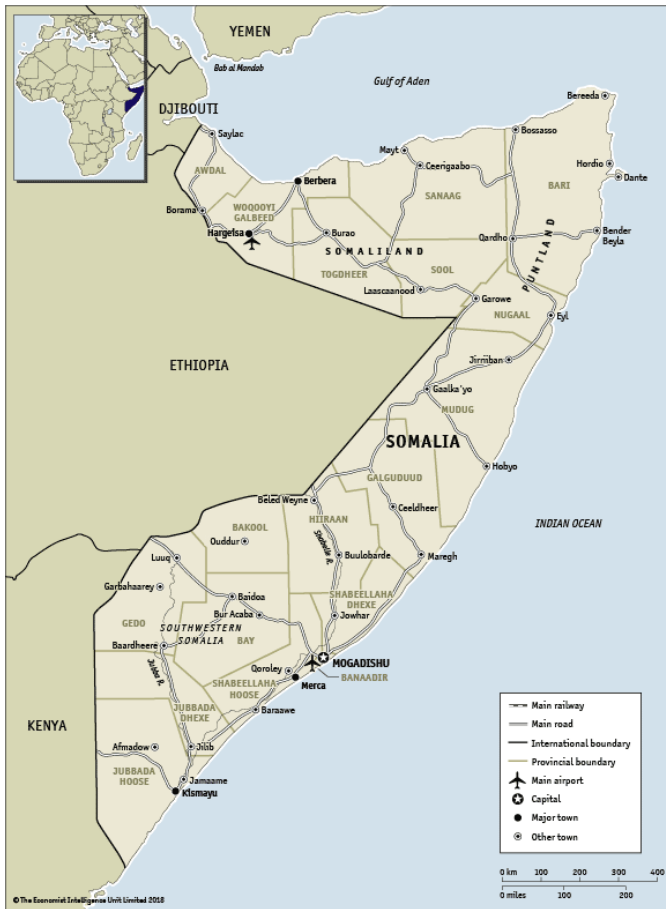 YEMEN
Bab al Mandab
Gulf of Aden
DJIBOUTI
Saylac
Bereeda
Bossasso
Mayt
Ceerigaabo
Hordio
Dante
AWDAL
Berbera
SANAAG
BARI
Borama
WOQOOYI
GALBEED
Hargeisa
Burao
SOMALILAND
Qardho
PUNTLAND
Bender
Beyla
TOGDHEER
SOOL
Laascaanood
Garowe
NUGAAL
Eyl
ETHIOPIA
Jirriiban
Gaalka'yo
MUDUG
SOMALIA
Hobyo
GALGUDUUD
Beled Weyne
HIIRAAN
Ceeldheer
INDIAN OCEAN
BAKOOL
Ouddur
Shabelle R.
Luuq
Buulobarde
Maregh
Garbahaarey
Baidoa
SHABEELLAHA
DHEXE
GEDO
Bur Acaba
Jowhar
SOUTHWESTERN
SOMALIA
BAY
Baardheere
MOGADISHU
Jubba R.
Qoroley
BANAADIR
SHABEELLAHA
HOOSE
Merca
KENYA
JUBBADA
DHEXE
Baraawe
Afmadow
Jilib
JUBBADA
HOOSE
Jamaame
Kismayu
Main railway
Main road
International boundary
Provincial boundary
Main airport
Capital
Major town
Other town
0 km 100 200 300 400
0 miles 100 200
© The Economist Intelligence Unit Limited 2018